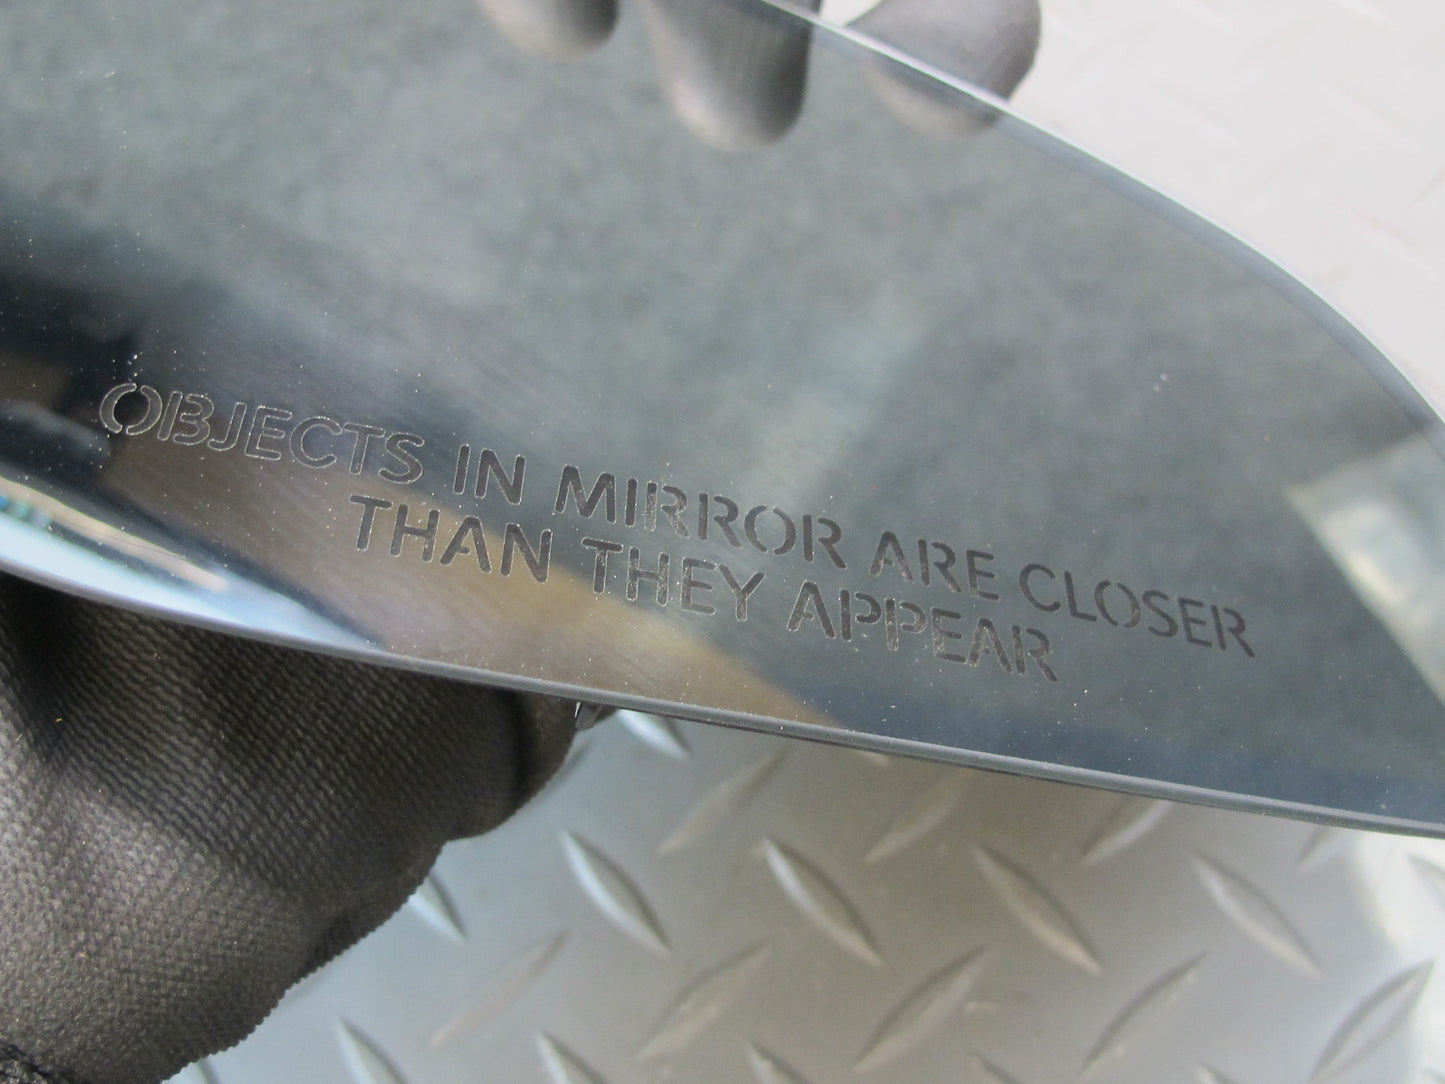 OBJECTS IN MIRROR ARE CLOSER
THAN THEY APPEAR